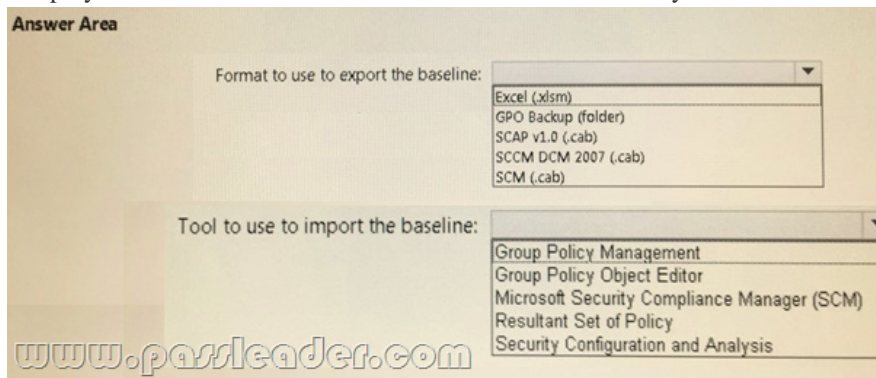 Answer Area
Format to use to export the baseline:
Excel (.xlsm)
GPO Backup (folder)
SCAP v1.0 (.cab)
SCCM DCM 2007 (.cab)
SCM (.cab)
Tool to use to import the baseline:
Group Policy Management
Group Policy Object Editor
Microsoft Security Compliance Manager (SCM)
Resultant Set of Policy
Security Configuration and Analysis
www.passleader.com